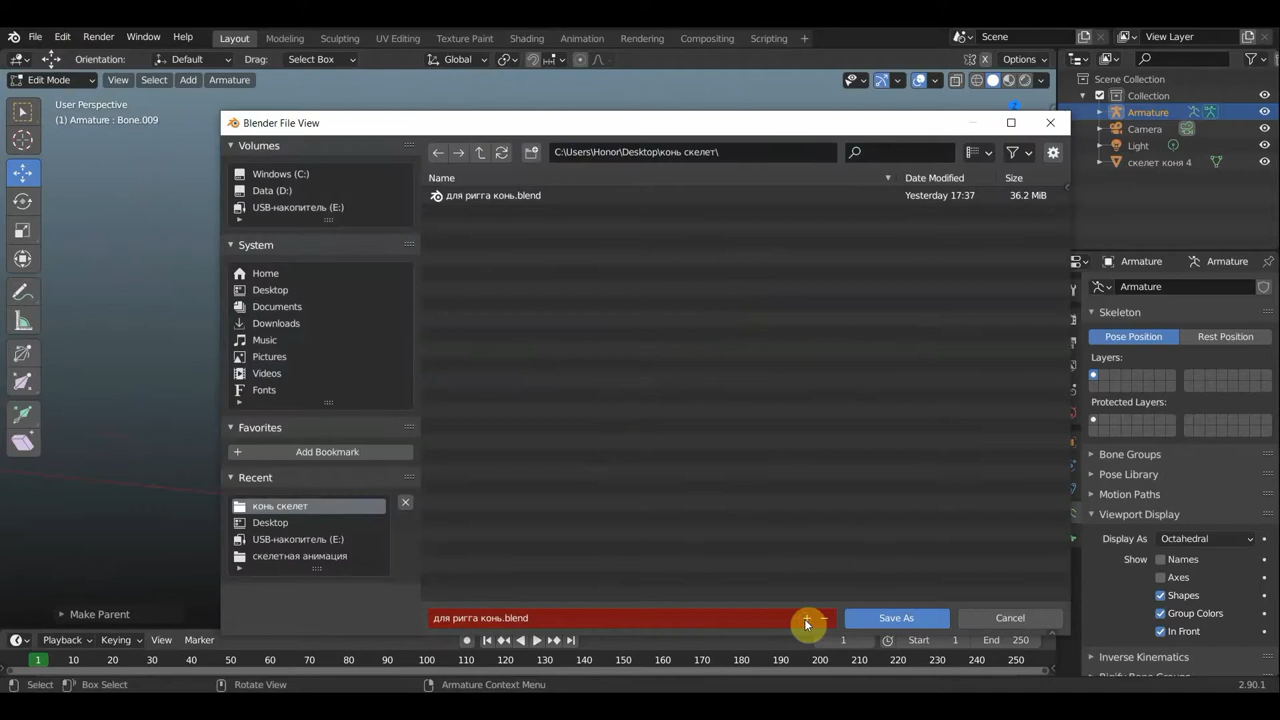 File Edit Render Window Help Layout Modeling Sculpting UV Editing Texture Paint Shading Animation Rendering Compositing Scripting + Scene View Layer
Orientation: Default Drag: Select Box Global Options
Edit Mode View Select Add Armature
User Perspective
(1) Armature : Bone.009
Scene Collection
Collection
Armature
Camera
Light
скелет коня 4
Blender File View
Volumes
Windows (C:)
Data (D:)
USB-накопитель (E:)
System
Home
Desktop
Documents
Downloads
Music
Pictures
Videos
Fonts
Favorites
Add Bookmark
Recent
конь скелет
Desktop
USB-накопитель (E:)
скелетная анимация
C:\Users\Honor\Desktop\конь скелет\
Name Date Modified Size
для ригга конь.blend Yesterday 17:37 36.2 MiB
для ригга конь.blend Save As Cancel
Armature Armature
Armature
Skeleton
Pose Position Rest Position
Layers:
Protected Layers:
Bone Groups
Pose Library
Motion Paths
Viewport Display
Display As Octahedral
Show Names
Axes
Shapes
Group Colors
In Front
Inverse Kinematics
Make Parent
Playback Keying View Marker 1 Start 1 End 250
1 10 20 30 40 50 60 70 80 90 100 110 120 130 140 150 160 170 180 190 200 210 220 230 240 250
Select Box Select Rotate View Armature Context Menu 2.90.1